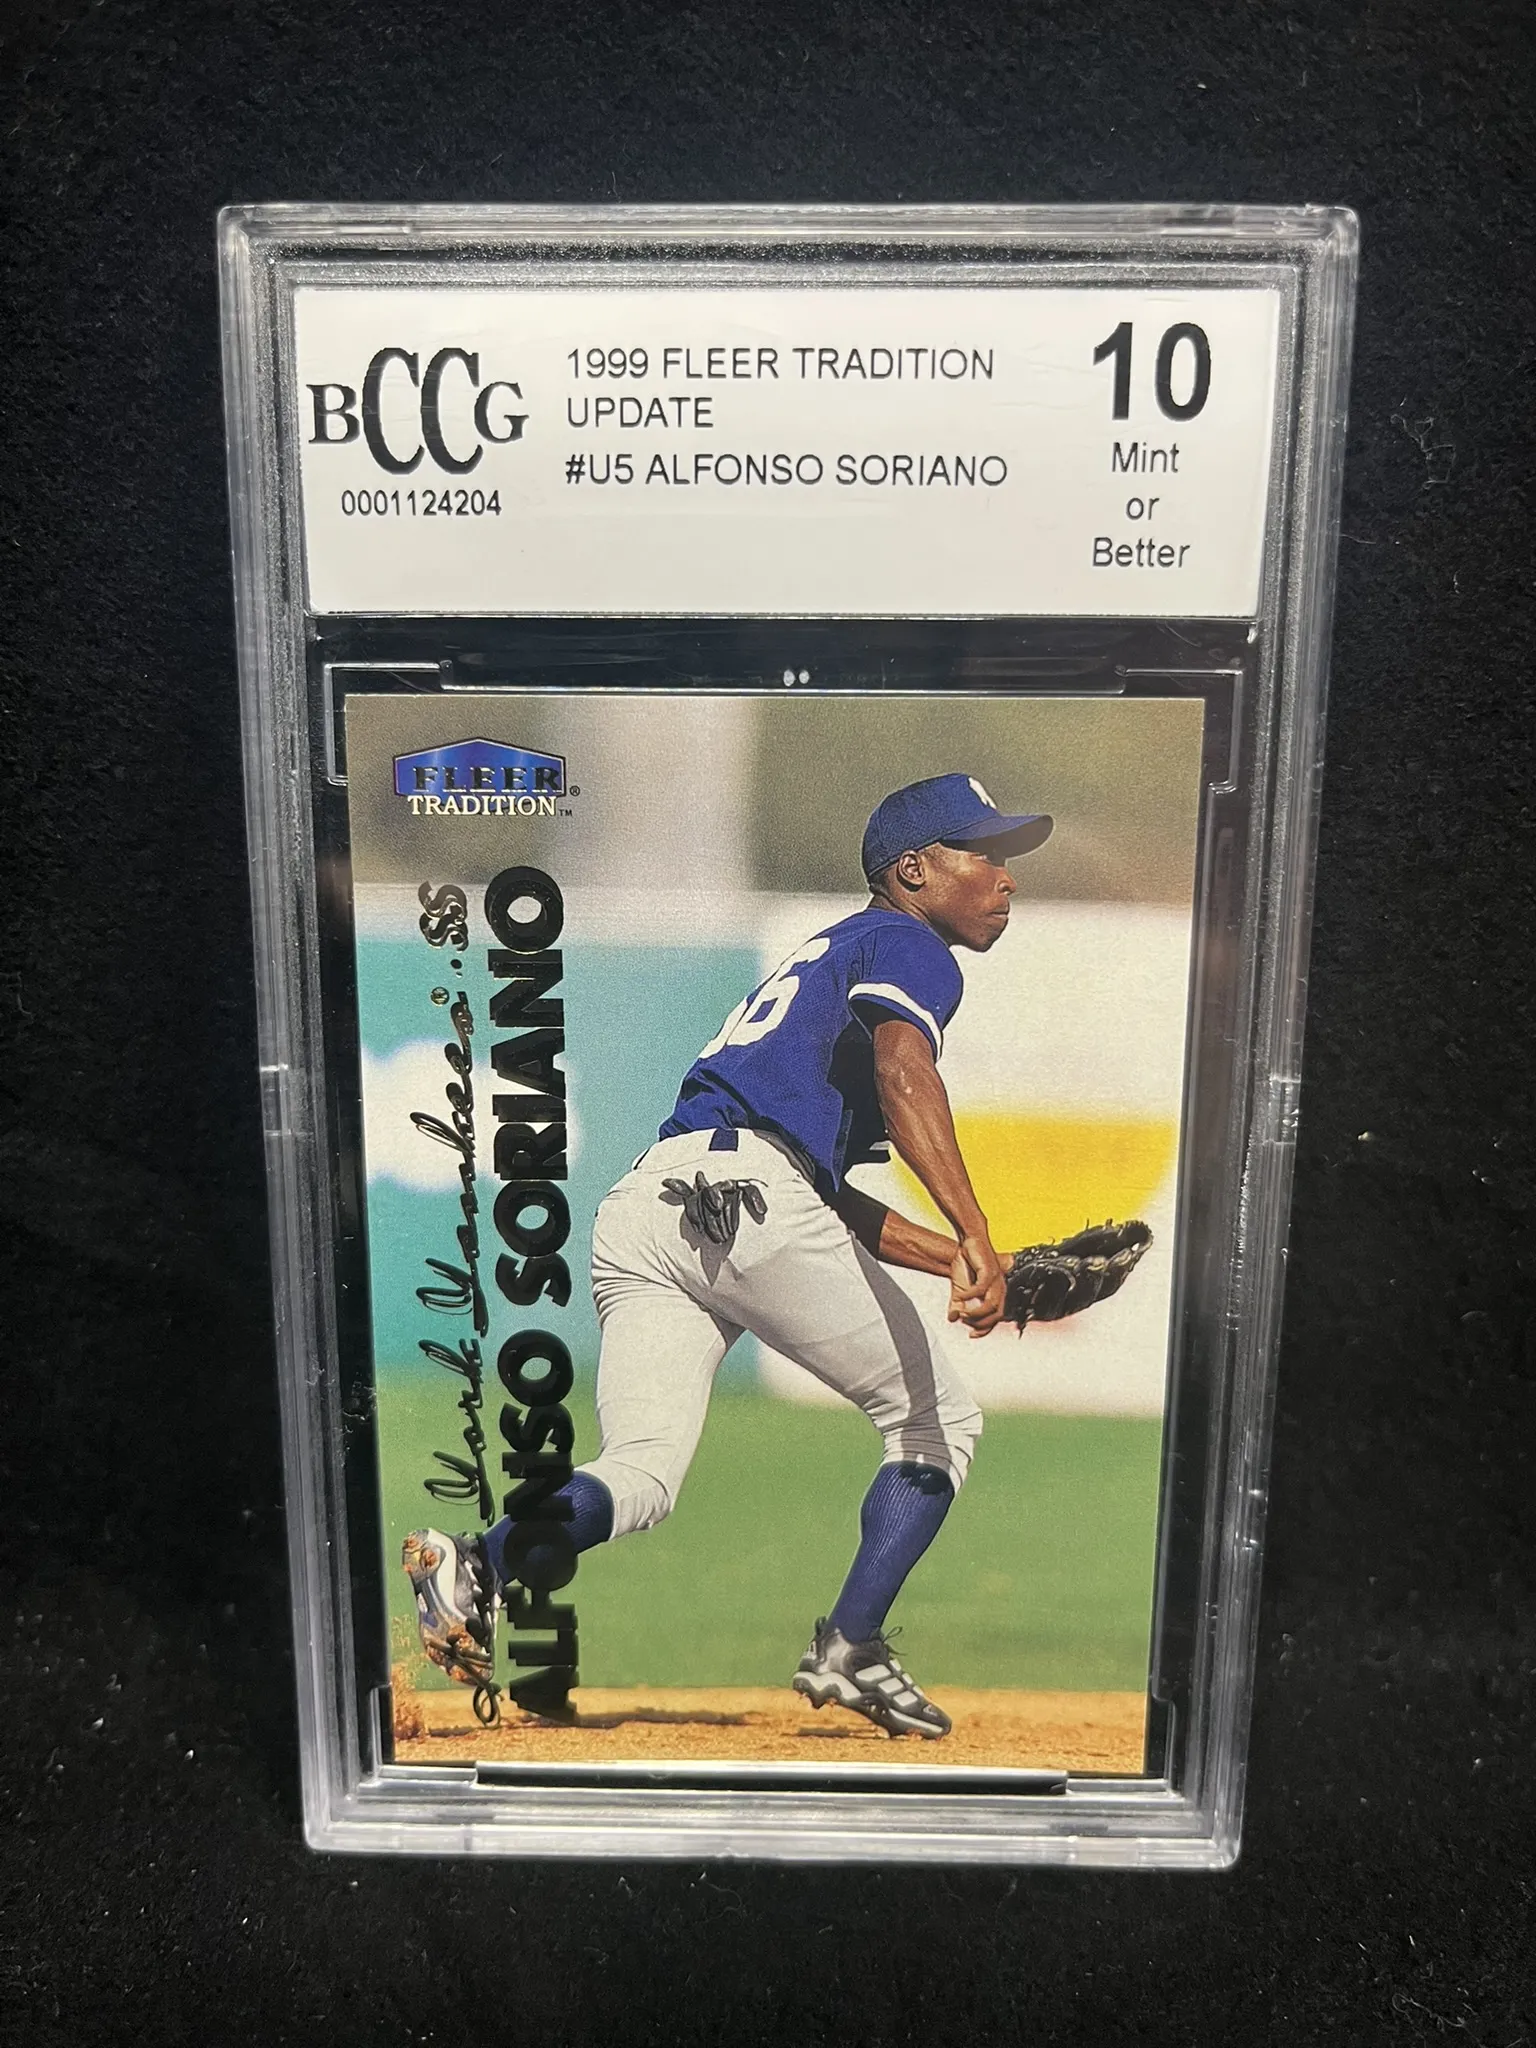 BCCG
0001124204
1999 FLEER TRADITION
UPDATE
#U5 ALFONSO SORIANO
10
Mint
or
Better
FLEER®
TRADITION™
New York Yankees®..SS
ALFONSO SORIANO